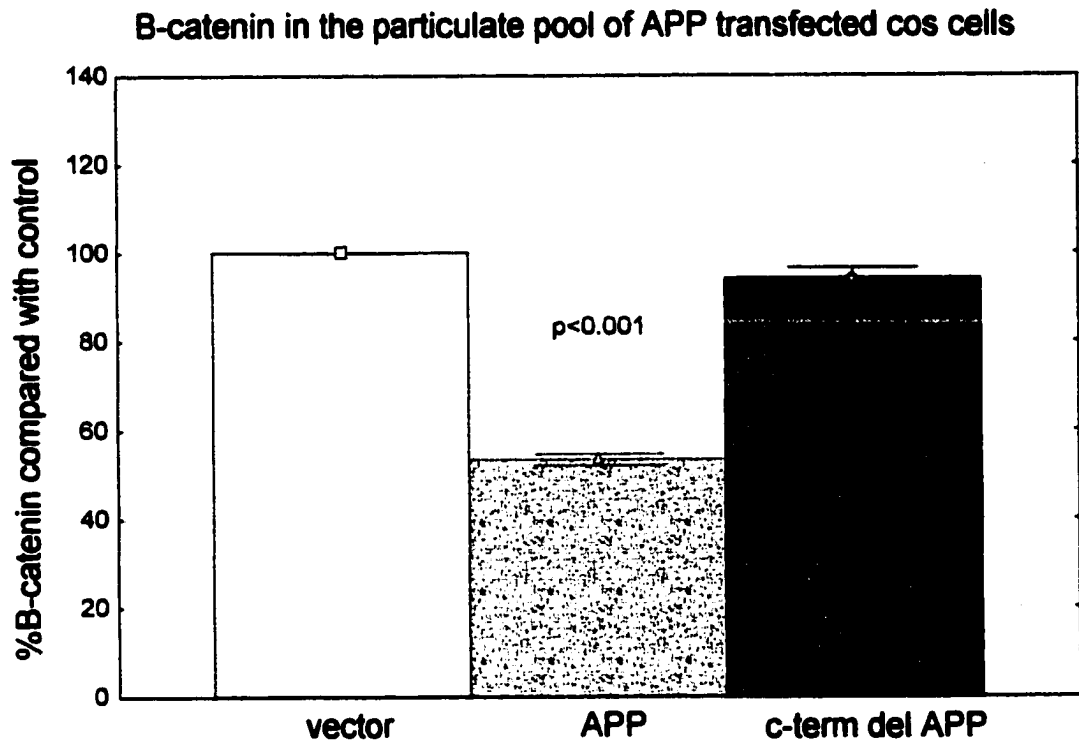 B-catenin in the particulate pool of APP transfected cos cells
%B-catenin compared with control
140
120
100
80
60
40
20
0
p<0.001
vector
APP
c-term del APP